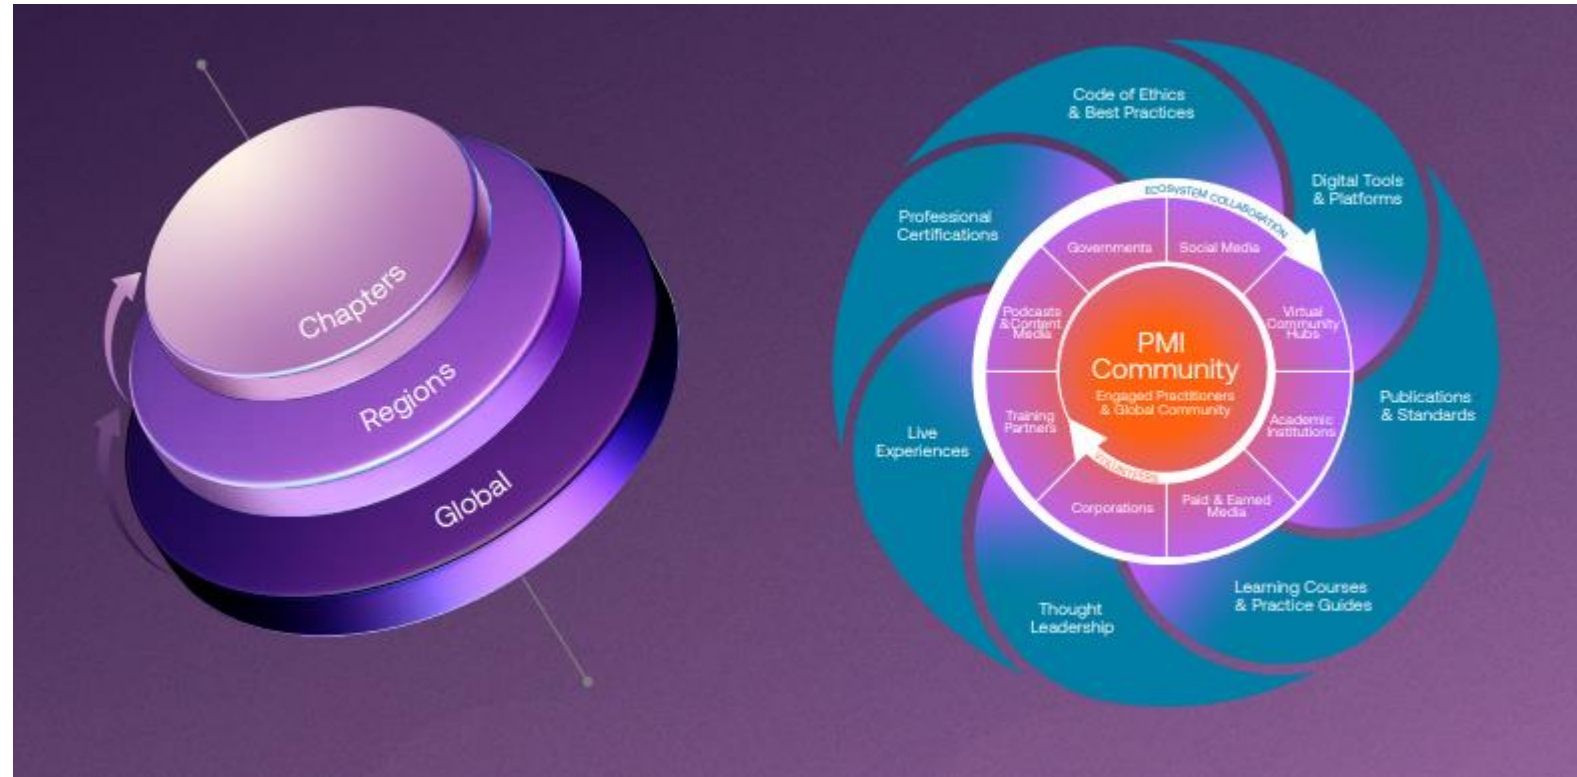 Chapters
Regions
Global
Code of Ethics
& Best Practices
Digital Tools
& Platforms
Professional
Certifications
ECOSYSTEM COLLABORATION
Governments
Social Media
Podcasts
& Content
Media
Virtual
Community
Hubs
PMI
Community
Engaged Practitioners
& Global Community
Publications
& Standards
Training
Partners
Academic
Institutions
Live
Experiences
VOLUNTEERS
Corporations
Paid & Earned
Media
Learning Courses
& Practice Guides
Thought
Leadership